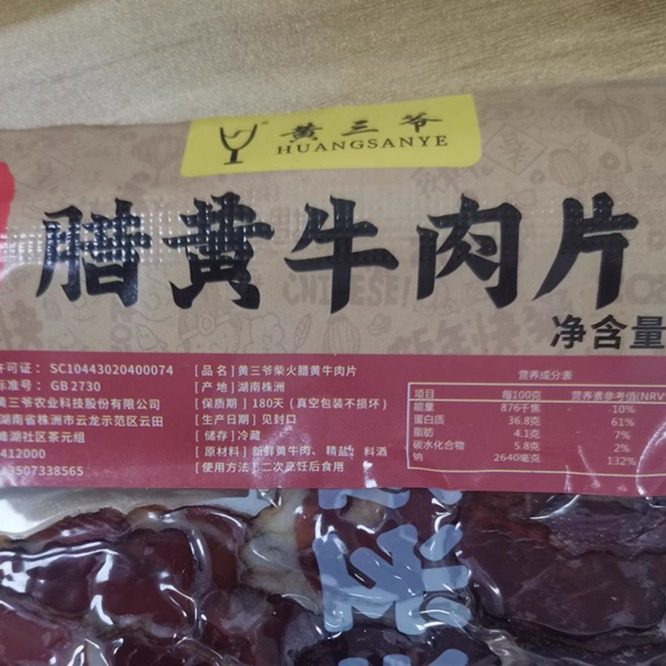 黄三爷
HUANGSANYE
腊黄牛肉片
净含量
许可证： SC10443020400074
标准号： GB2730
黄三爷农业科技股份有限公司
湖南省株洲市云龙示范区云田
峰湖社区茶元组
412000
13507338565
[ 品名 ] 黄三爷柴火腊黄牛肉片
[ 产地 ] 湖南株洲
[ 保质期 ] 180天 (真空包装不损坏)
[ 生产日期 ] 见封口
[ 储存 ] 冷藏
[ 原材料 ] 新鲜黄牛肉、 精盐、 料酒
[ 使用方法 ] 二次烹饪后食用
营养成分表
项目 每100克 营养素参考值(NRV
能量 876千焦 10%
蛋白质 36.8克 61%
脂肪 4.1克 7%
碳水化合物 5.8克 2%
钠 2640毫克 132%
CHINESE!